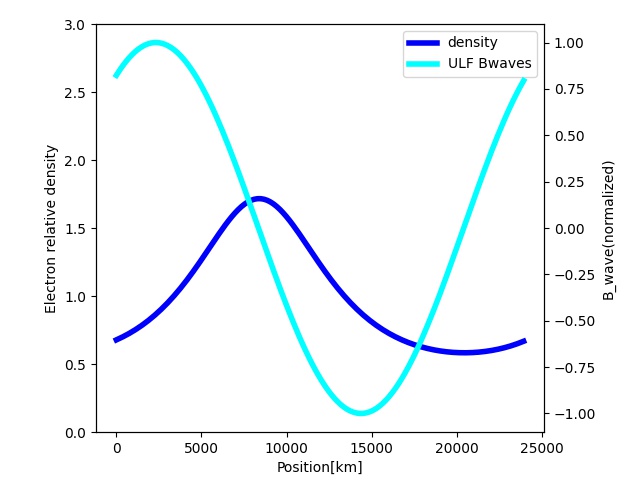 density
ULF Bwaves
3.0
2.5
2.0
1.5
1.0
0.5
0.0
Electron relative density
1.00
0.75
0.50
0.25
0.00
−0.25
−0.50
−0.75
−1.00
B_wave(normalized)
0 5000 10000 15000 20000 25000
Position[km]